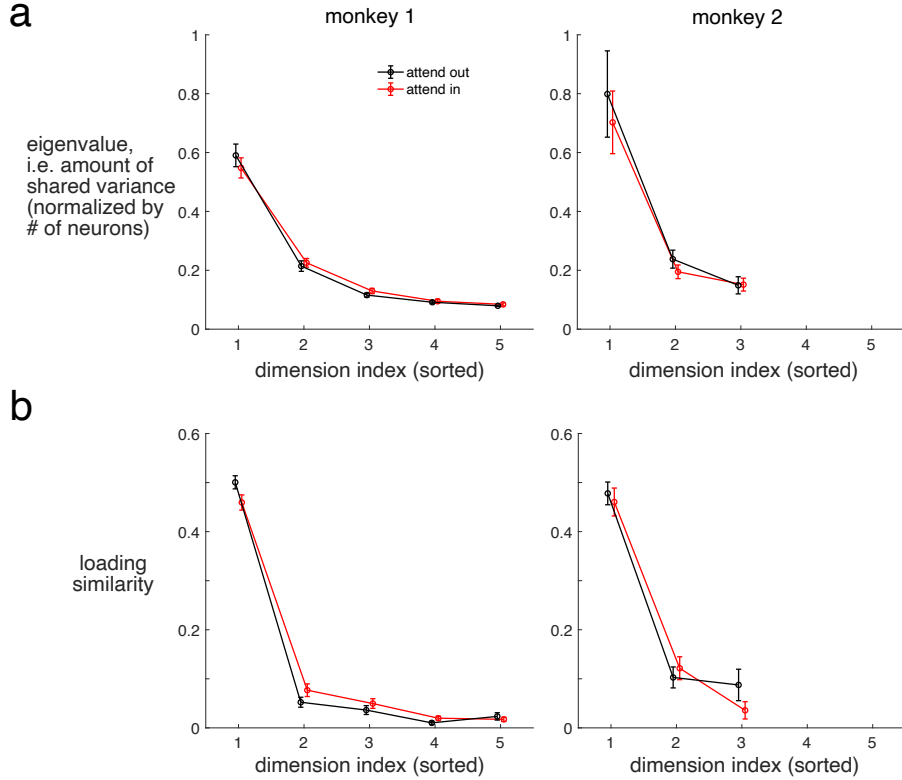 a
monkey 1
monkey 2
1
0.8
0.6
0.4
0.2
0
1
2
3
4
5
attend out
attend in
eigenvalue,
i.e. amount of
shared variance
(normalized by
# of neurons)
dimension index (sorted)
1
0.8
0.6
0.4
0.2
0
1
2
3
4
5
dimension index (sorted)
b
0.6
0.4
0.2
0
1
2
3
4
5
loading
similarity
dimension index (sorted)
0.6
0.4
0.2
0
1
2
3
4
5
dimension index (sorted)